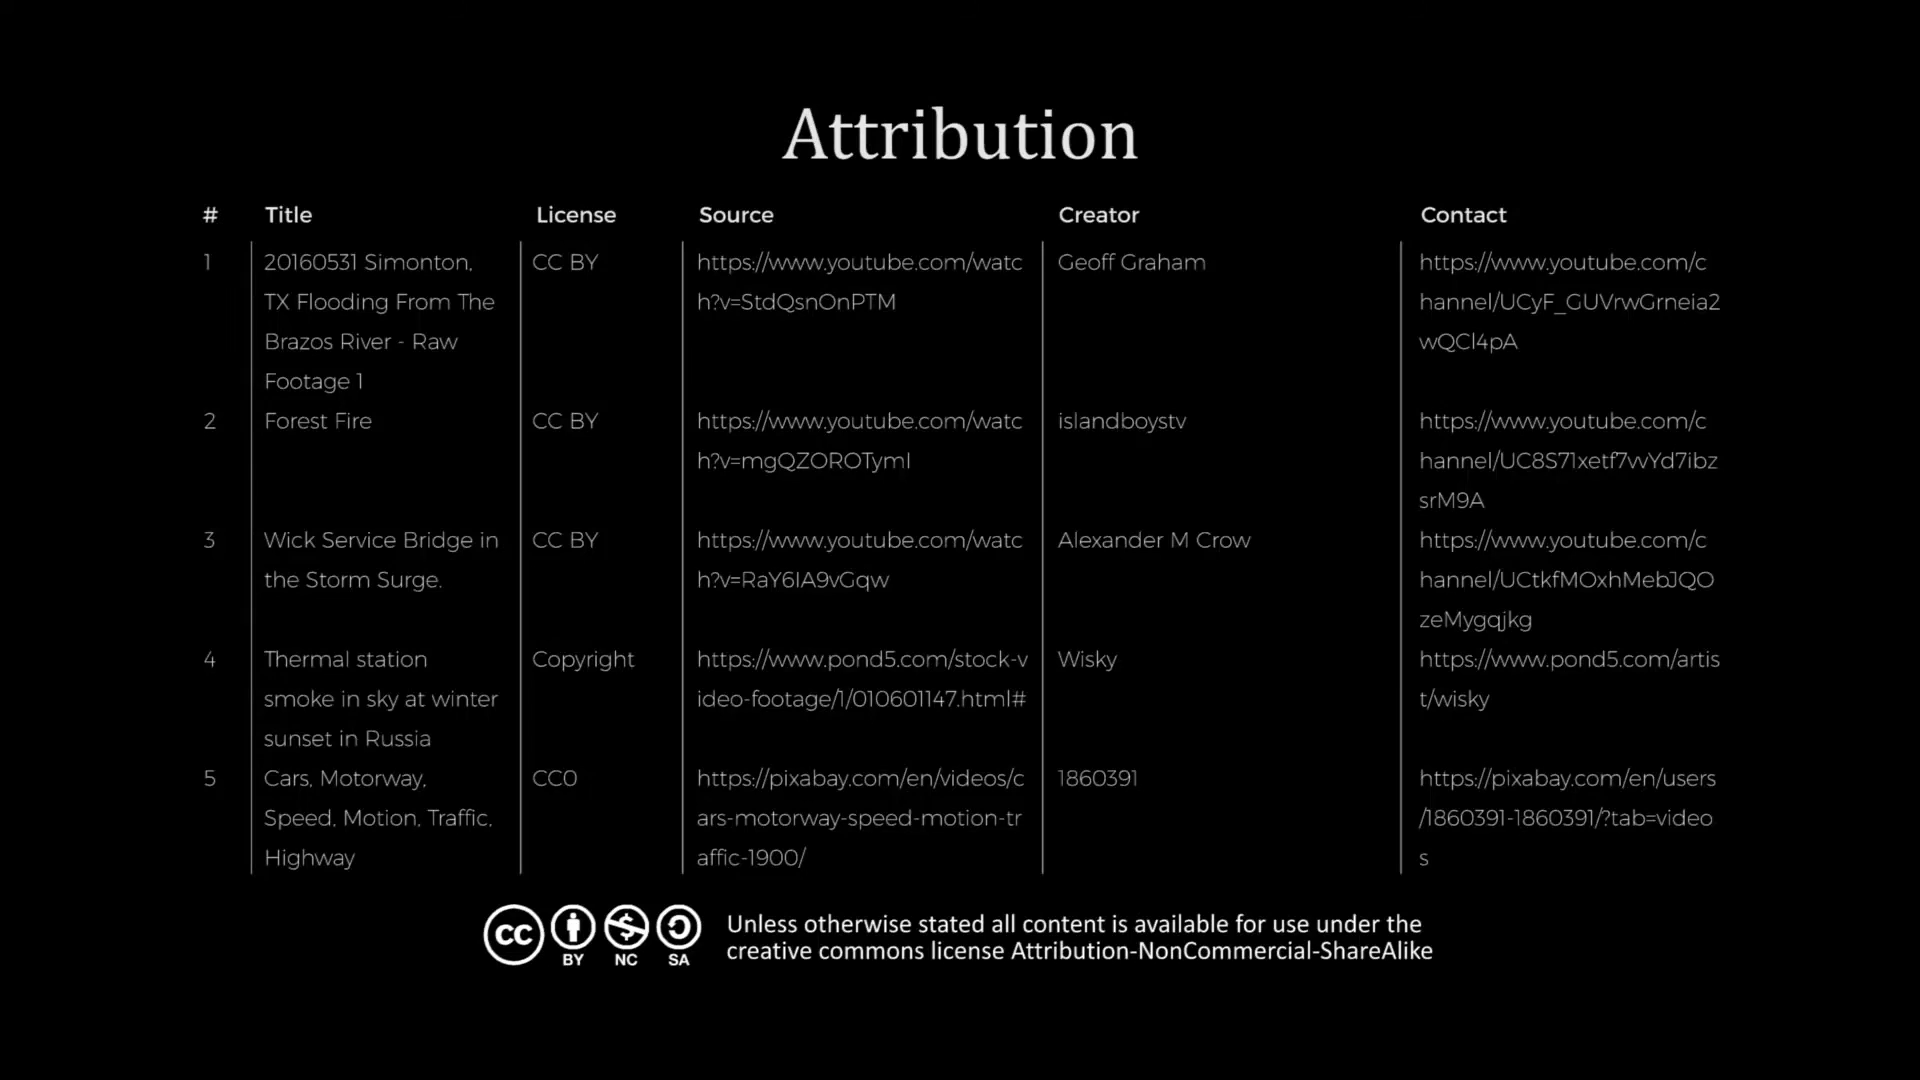 Attribution
# Title License Source Creator Contact
1 20160531 Simonton, CC BY https://www.youtube.com/watc Geoff Graham https://www.youtube.com/c
TX Flooding From The h?v=StdQsnOnPTM hannel/UCyF_GUVrwGrneia2
Brazos River - Raw wQCl4pA
Footage 1
2 Forest Fire CC BY https://www.youtube.com/watc islandboystv https://www.youtube.com/c
h?v=mgQZOROTymI hannel/UC8S71xetf7wYd7ibz
srM9A
3 Wick Service Bridge in CC BY https://www.youtube.com/watc Alexander M Crow https://www.youtube.com/c
the Storm Surge. h?v=RaY6IA9vGqw hannel/UCtkfMOxhMebJQO
zeMygqjkg
4 Thermal station Copyright https://www.pond5.com/stock-v Wisky https://www.pond5.com/artis
smoke in sky at winter ideo-footage/1/010601147.html# t/wisky
sunset in Russia
5 Cars, Motorway, CC0 https://pixabay.com/en/videos/c 1860391 https://pixabay.com/en/users
Speed, Motion, Traffic, ars-motorway-speed-motion-tr /1860391-1860391/?tab=video
Highway affic-1900/ s
cc Unless otherwise stated all content is available for use under the
BY NC SA creative commons license Attribution-NonCommercial-ShareAlike